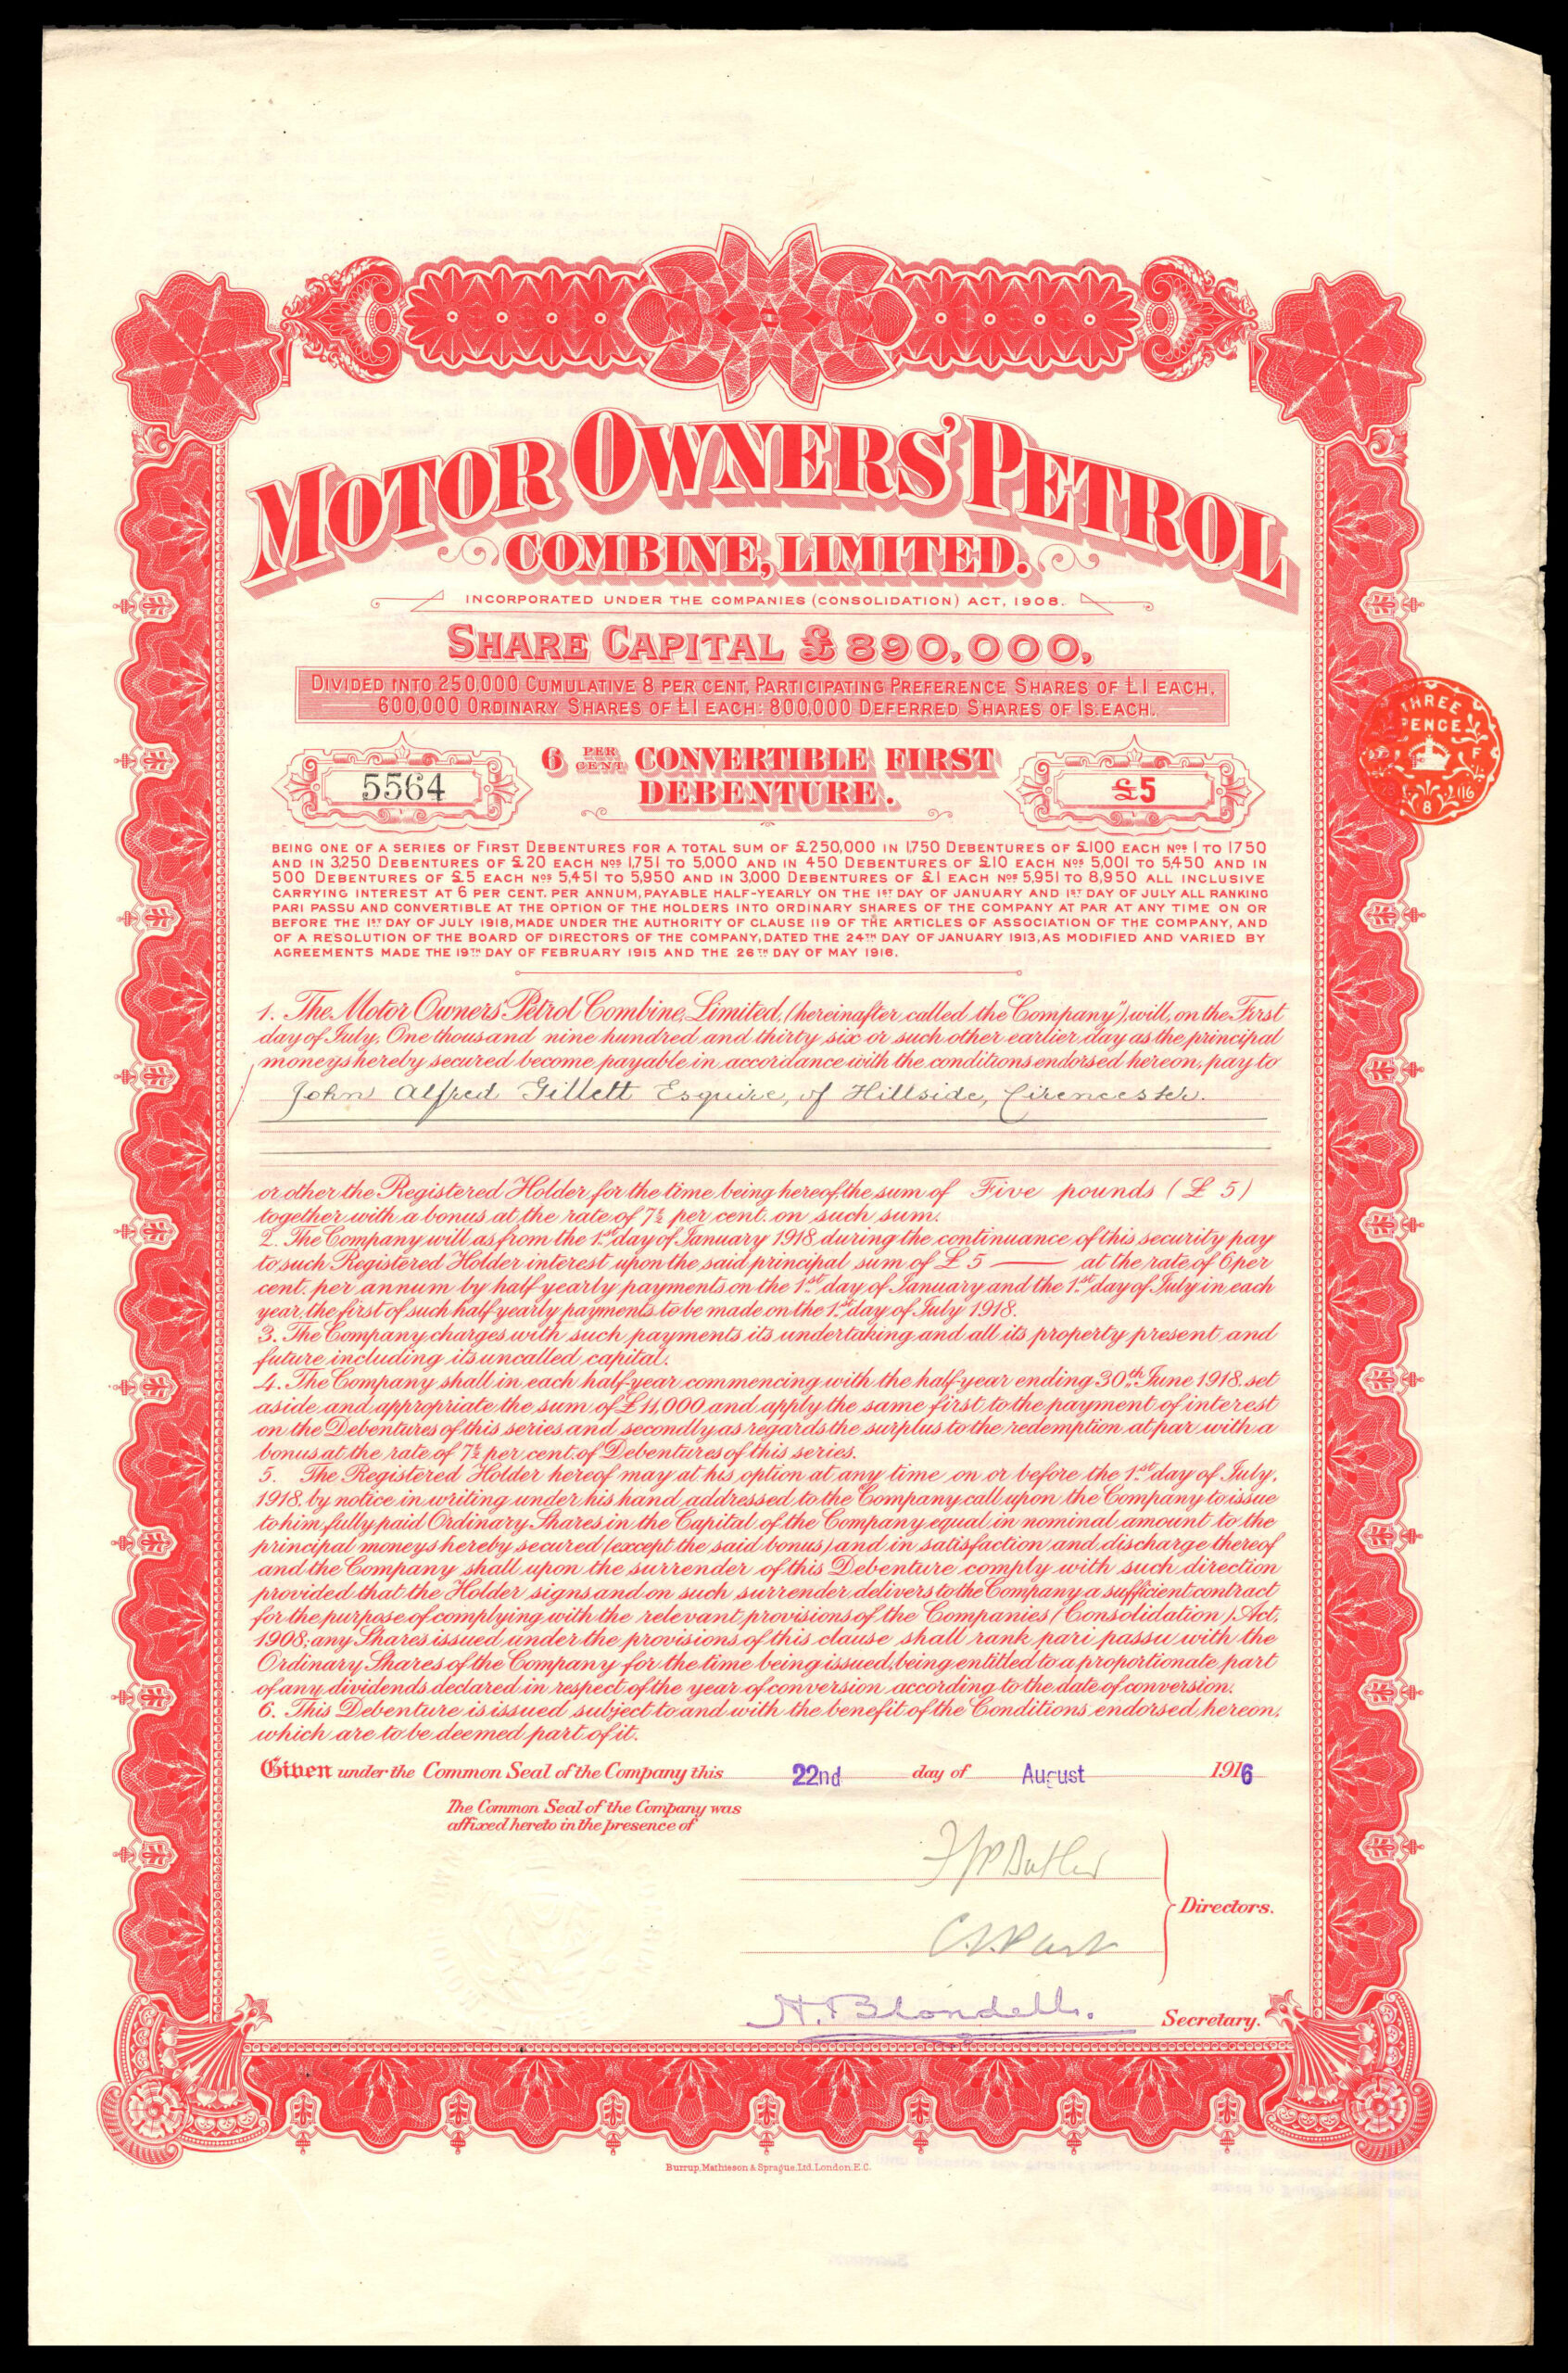 MOTOR OWNERS' PETROL
COMBINE, LIMITED.
INCORPORATED UNDER THE COMPANIES (CONSOLIDATION) ACT, 1908.
SHARE CAPITAL £890,000,
DIVIDED INTO 250,000 CUMULATIVE 8 PER CENT. PARTICIPATING PREFERENCE SHARES OF £1 EACH.
600,000 ORDINARY SHARES OF £1 EACH: 800,000 DEFERRED SHARES OF 1S. EACH.
THREE
PENCE
5564
6 PER CENT CONVERTIBLE FIRST
DEBENTURE.
£5
BEING ONE OF A SERIES OF FIRST DEBENTURES FOR A TOTAL SUM OF £250,000 IN 1,750 DEBENTURES OF £100 EACH Nos 1 TO 1750
AND IN 3,250 DEBENTURES OF £20 EACH Nos 1,751 TO 5,000 AND IN 450 DEBENTURES OF £10 EACH Nos 5,001 TO 5,450 AND IN
500 DEBENTURES OF £5 EACH Nos 5,451 TO 5,950 AND IN 3,000 DEBENTURES OF £1 EACH Nos 5,951 TO 8,950 ALL INCLUSIVE
CARRYING INTEREST AT 6 PER CENT. PER ANNUM, PAYABLE HALF-YEARLY ON THE 1ST DAY OF JANUARY AND 1ST DAY OF JULY ALL RANKING
PARI PASSU AND CONVERTIBLE AT THE OPTION OF THE HOLDERS INTO ORDINARY SHARES OF THE COMPANY AT PAR AT ANY TIME ON OR
BEFORE THE 1ST DAY OF JULY 1918, MADE UNDER THE AUTHORITY OF CLAUSE 119 OF THE ARTICLES OF ASSOCIATION OF THE COMPANY, AND
OF A RESOLUTION OF THE BOARD OF DIRECTORS OF THE COMPANY, DATED THE 24TH DAY OF JANUARY 1913, AS MODIFIED AND VARIED BY
AGREEMENTS MADE THE 19TH DAY OF FEBRUARY 1915 AND THE 26TH DAY OF MAY 1916.
1. The Motor Owners' Petrol Combine, Limited, (hereinafter called the "Company") will, on the First
day of July, One thousand nine hundred and thirty six or such other earlier day as the principal
moneys hereby secured become payable in accordance with the conditions endorsed hereon, pay to
John Alfred Gillett Esquire, of Hillside, Cirencester.
or other the Registered Holder for the time being hereof, the sum of Five pounds (£ 5)
together with a bonus at the rate of 7½ per cent. on such sum.
2. The Company will as from the 1st day of January 1918 during the continuance of this security pay
to such Registered Holder interest upon the said principal sum of £ 5 — at the rate of 6 per
cent. per annum by half-yearly payments on the 1st day of January and the 1st day of July in each
year, the first of such half yearly payments to be made on the 1st day of July 1918.
3. The Company charges with such payments its undertaking and all its property present and
future including its uncalled capital.
4. The Company shall in each half-year commencing with the half-year ending 30th June 1918. set
aside and appropriate the sum of £11,000 and apply the same first to the payment of interest
on the Debentures of this series and secondly as regards the surplus to the redemption at par with a
bonus at the rate of 7½ per cent. of Debentures of this series.
5. The Registered Holder hereof may at his option at any time on or before the 1st day of July,
1918. by notice in writing under his hand addressed to the Company call upon the Company to issue
to him fully paid Ordinary Shares in the Capital of the Company equal in nominal amount to the
principal moneys hereby secured (except the said bonus) and in satisfaction and discharge thereof
and the Company shall upon the surrender of this Debenture comply with such direction
provided that the Holder signs and on such surrender delivers to the Company a sufficient contract
for the purpose of complying with the relevant provisions of the Companies (Consolidation) Act,
1908; any Shares issued under the provisions of this clause shall rank pari passu with the
Ordinary Shares of the Company for the time being issued, being entitled to a proportionate part
of any dividends declared in respect of the year of conversion according to the date of conversion.
6. This Debenture is issued subject to and with the benefit of the Conditions endorsed hereon,
which are to be deemed part of it.
Given under the Common Seal of the Company this 22nd day of August 1916
The Common Seal of the Company was
affixed hereto in the presence of
Butler
Directors.
H. Blondell.
Secretary.
Burrup, Mathieson & Sprague, Ltd. London. E.C.